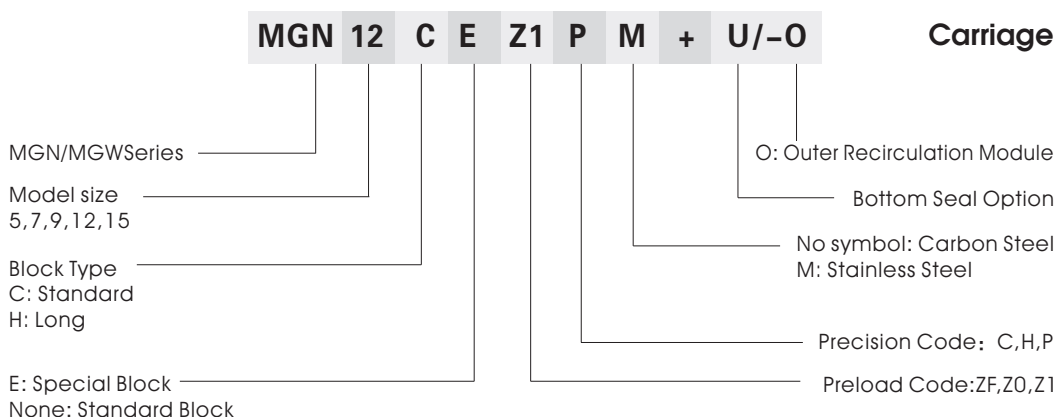 MGN 12 C E Z1 P M + U/-O
Carriage
MGN/MGWSeries
Model size
5,7,9,12,15
Block Type
C: Standard
H: Long
E: Special Block
None: Standard Block
O: Outer Recirculation Module
Bottom Seal Option
No symbol: Carbon Steel
M: Stainless Steel
Precision Code：C,H,P
Preload Code:ZF,Z0,Z1